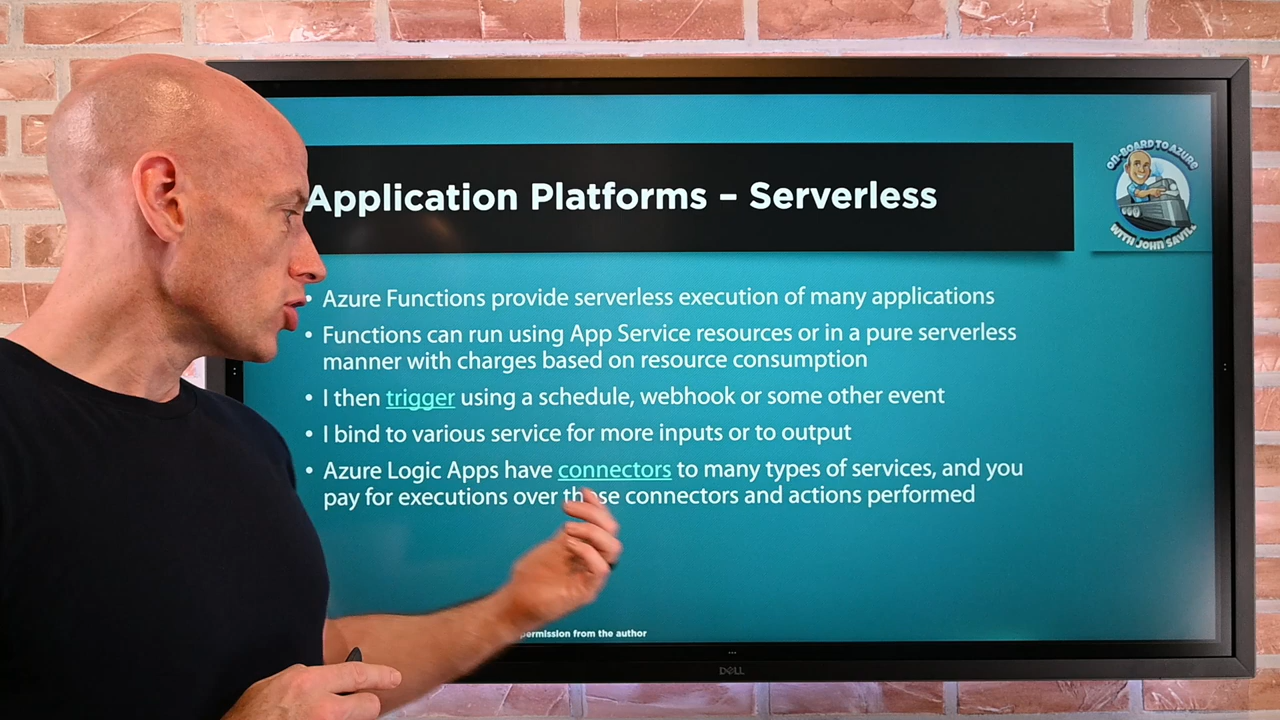 Application Platforms – Serverless
ON-BOARD TO AZURE
WITH JOHN SAVILL
• Azure Functions provide serverless execution of many applications
• Functions can run using App Service resources or in a pure serverless
manner with charges based on resource consumption
• I then trigger using a schedule, webhook or some other event
• I bind to various service for more inputs or to output
• Azure Logic Apps have connectors to many types of services, and you
pay for executions over those connectors and actions performed
permission from the author
DELL